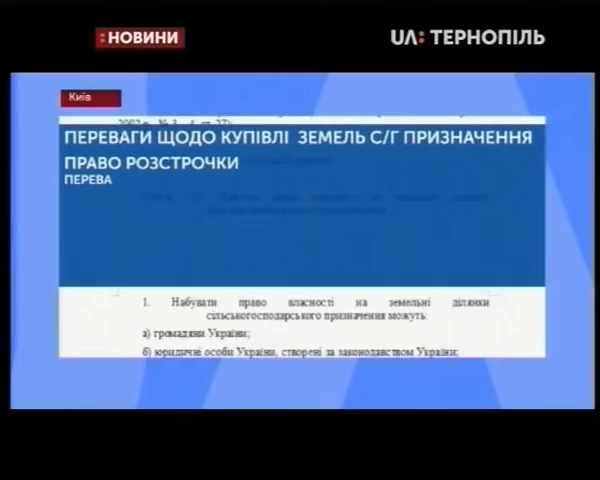 :НОВИНИ
UA: ТЕРНОПІЛЬ
Київ
ПЕРЕВАГИ ЩОДО КУПІВЛІ ЗЕМЕЛЬ С/Г ПРИЗНАЧЕННЯ
ПРАВО РОЗСТРОЧКИ
ПЕРЕВА
1. Набувати право власності на земельні ділянки
сільськогосподарського призначення можуть:
а) громадяни України;
б) юридичні особи України, створені за законодавством України;